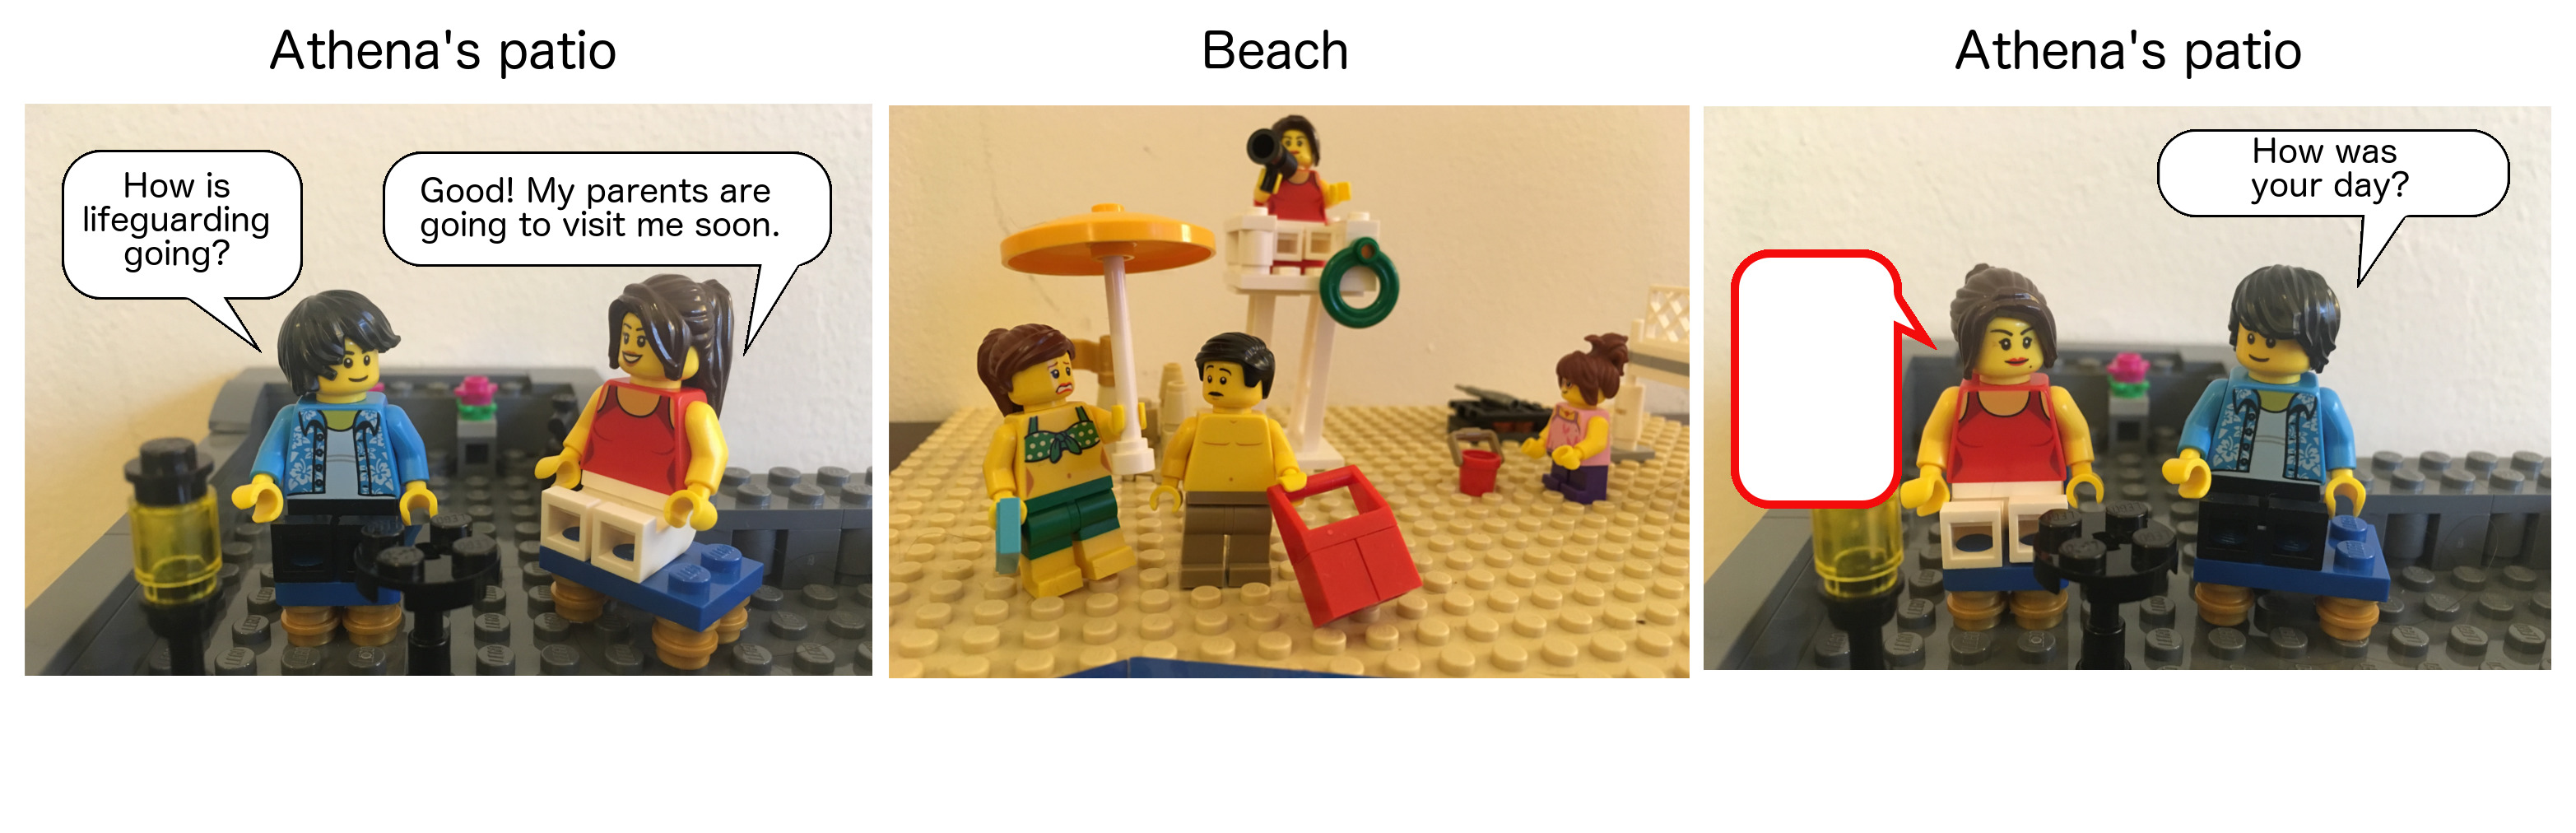 Athena's patio
How is
lifeguarding
going?
Good! My parents are
going to visit me soon.
Beach
Athena's patio
How was
your day?